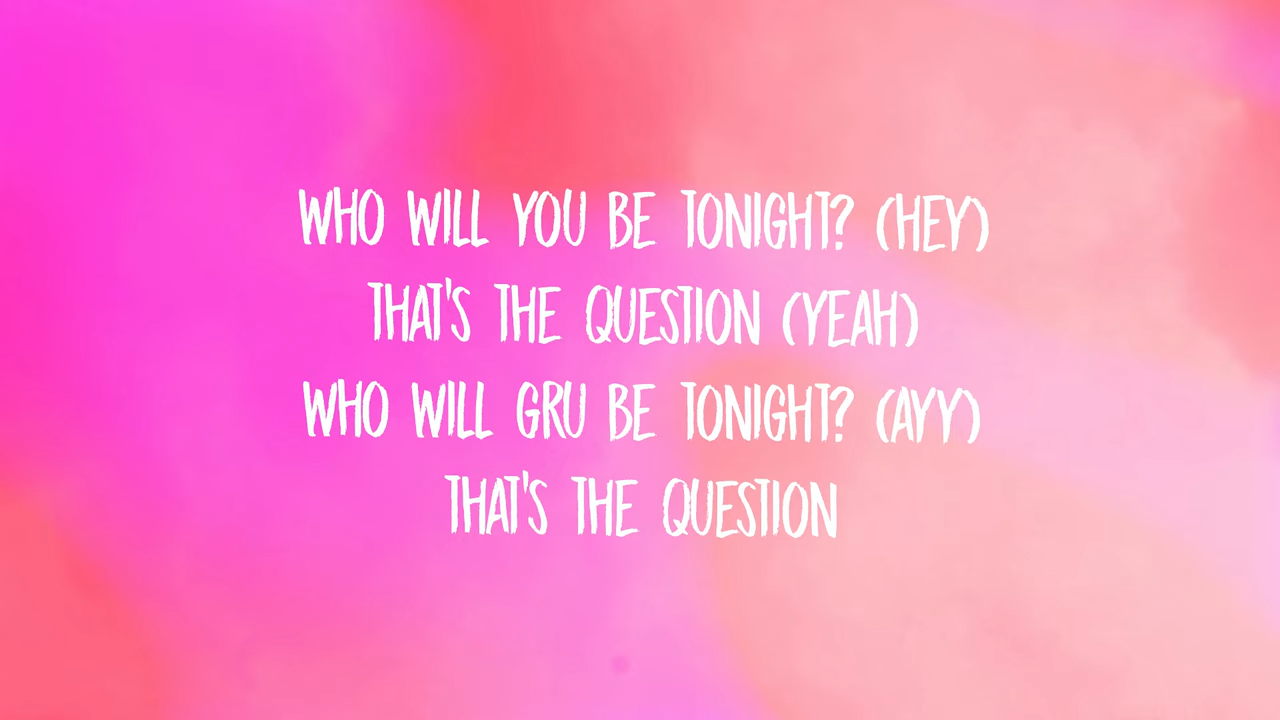 WHO WILL YOU BE TONIGHT? (HEY)
THAT'S THE QUESTION (YEAH)
WHO WILL GRU BE TONIGHT? (AYY)
THAT'S THE QUESTION